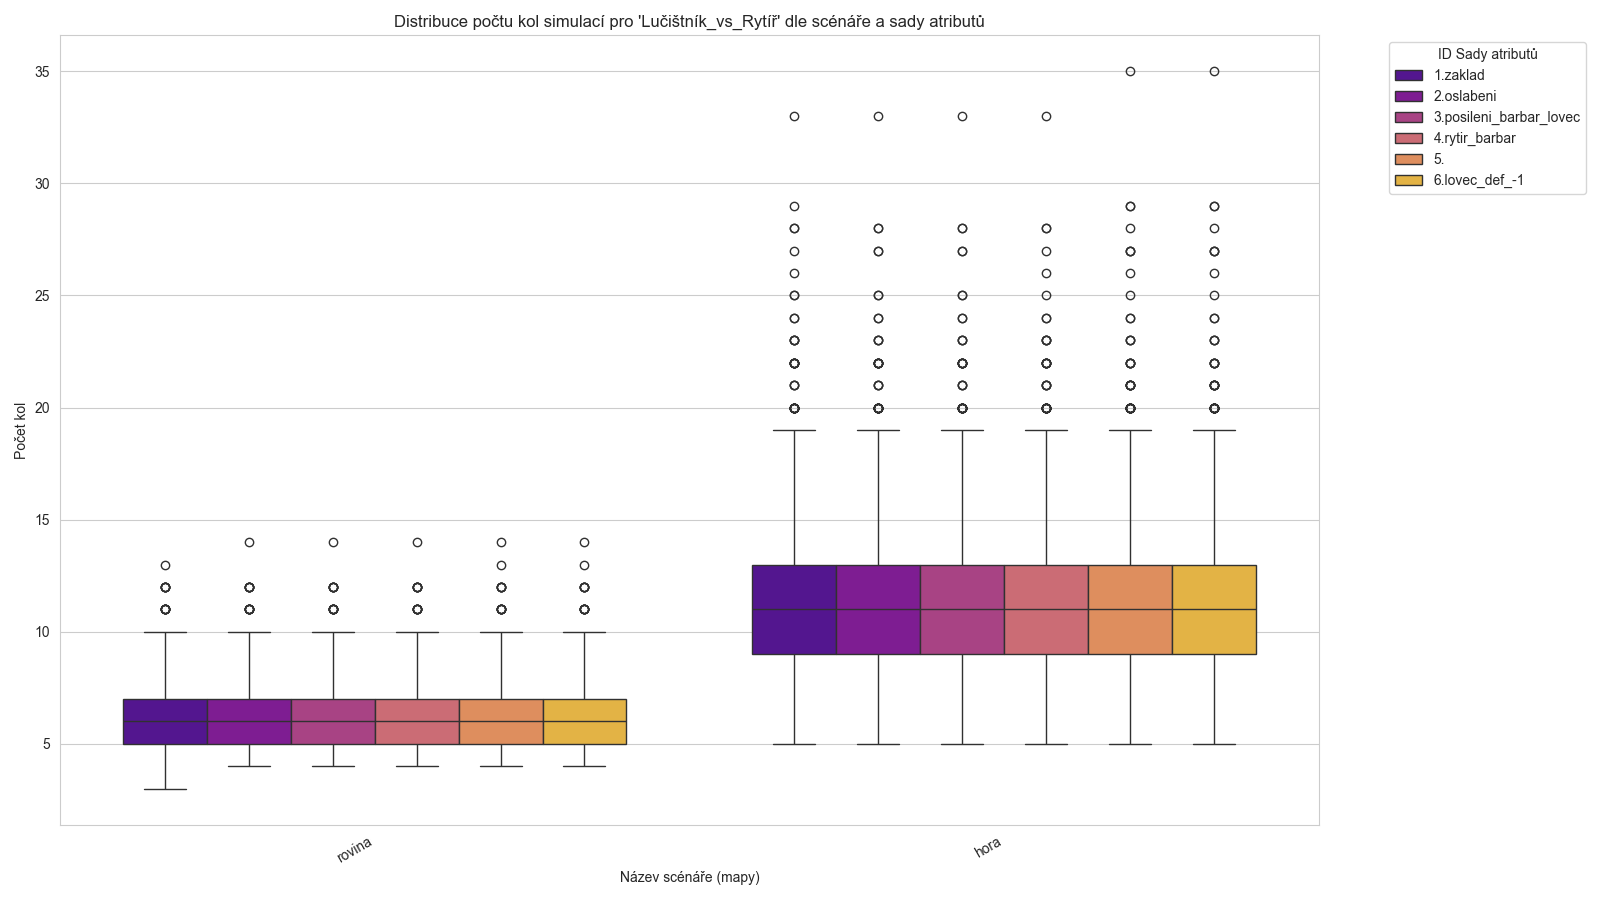 Distribuce počtu kol simulací pro 'Lučištník_vs_Rytíř' dle scénáře a sady atributů
ID Sady atributů
1.zaklad
2.oslabeni
3.posileni_barbar_lovec
4.rytir_barbar
5.
6.lovec_def_-1
Počet kol
35
30
25
20
15
10
5
rovina
hora
Název scénáře (mapy)